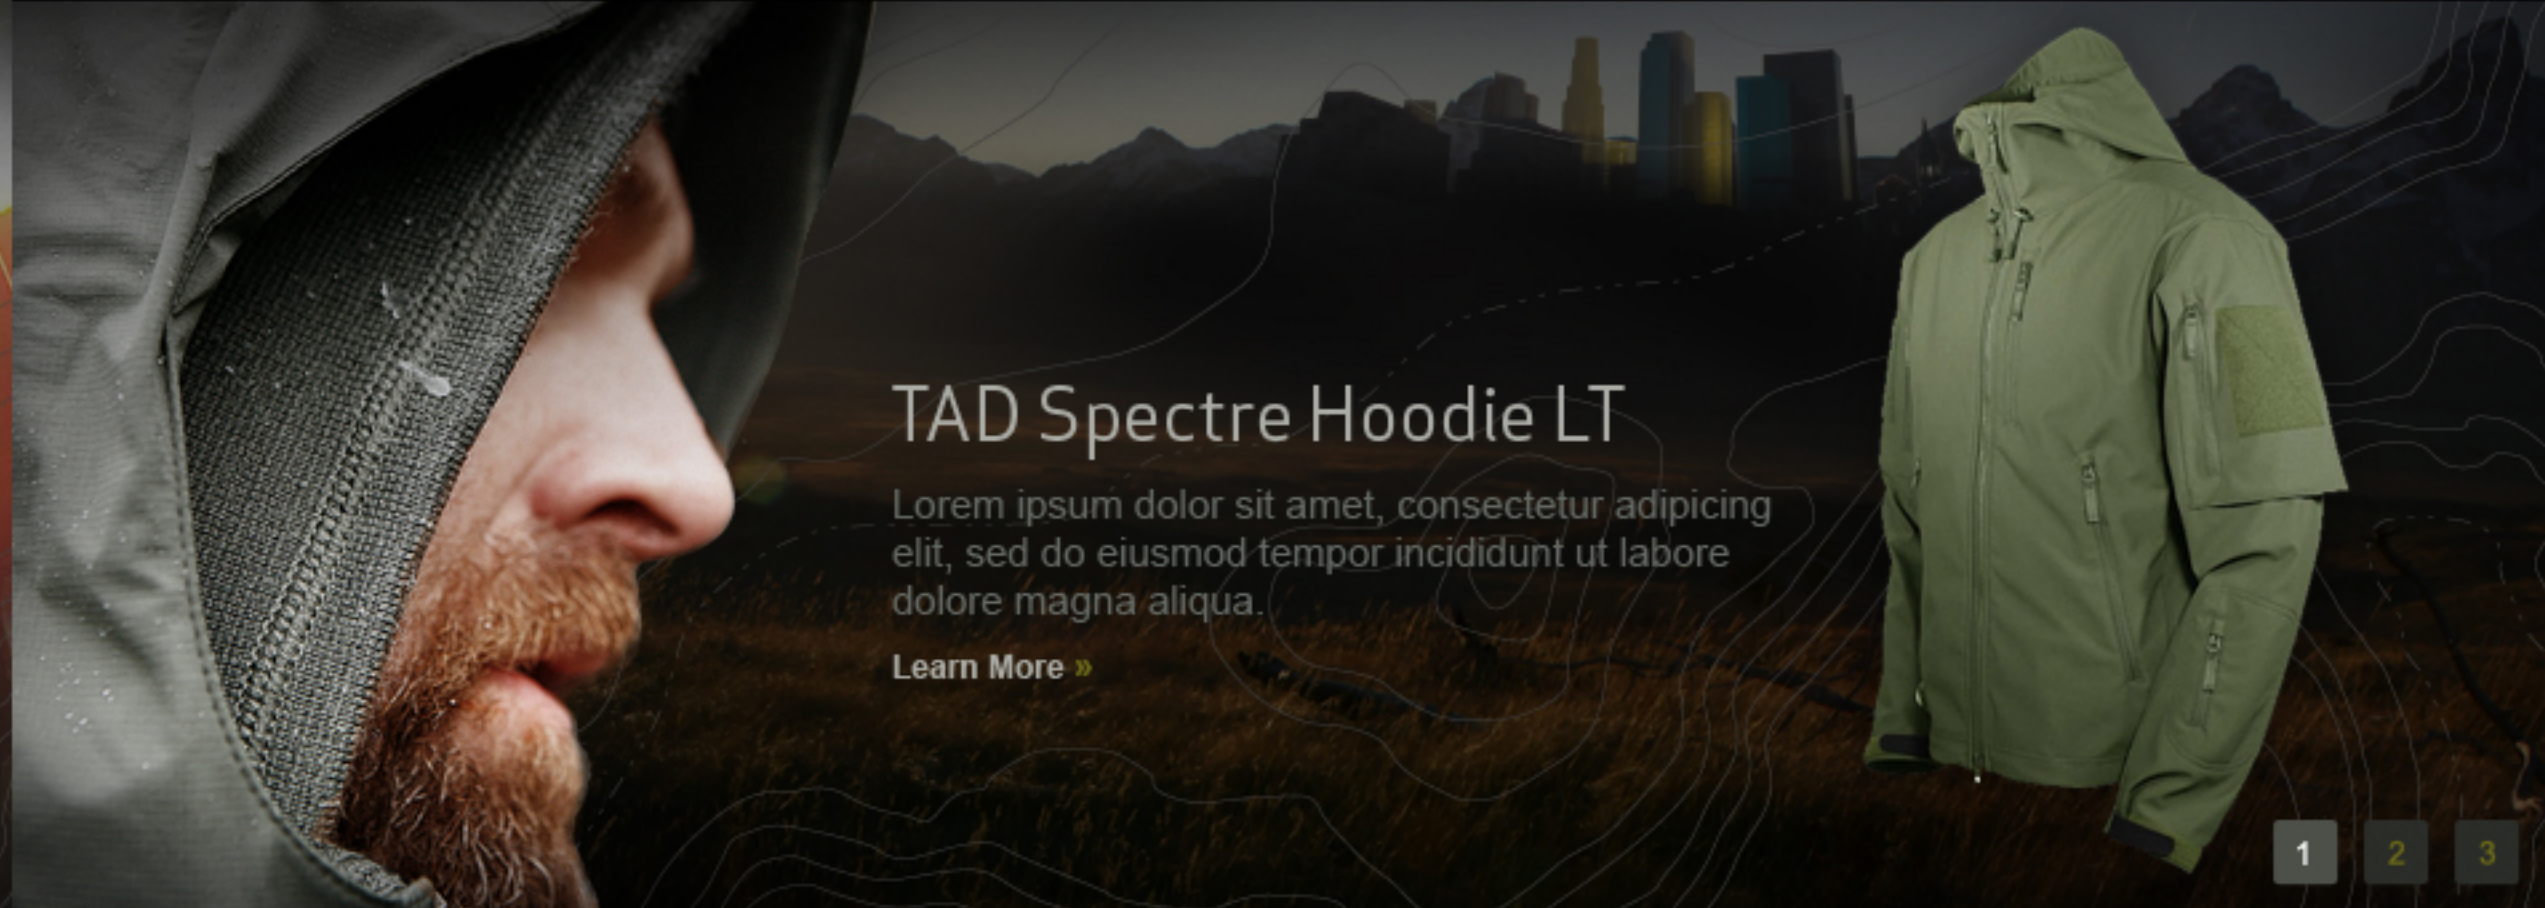 TAD Spectre Hoodie LT
Lorem ipsum dolor sit amet, consectetur adipicing
elit, sed do eiusmod tempor incididunt ut labore
dolore magna aliqua.
Learn More »
1 2 3